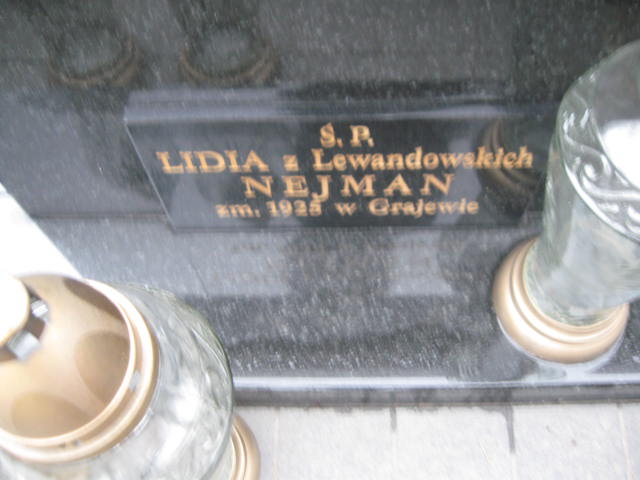 Ś. P.
LIDIA z Lewandowskich
NEJMAN
zm. 1925 w Grajewie